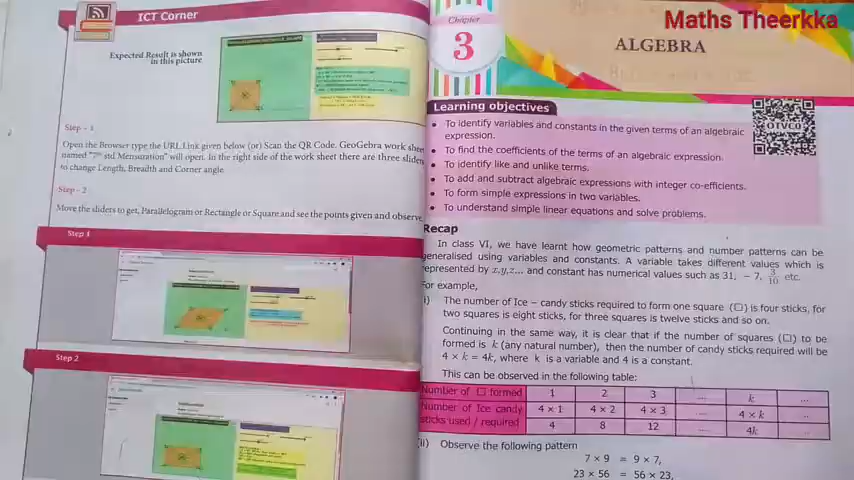 ICT Corner
Expected Result is shown
in this picture
Step - 1
Open the Browser type the URL Link given below (or) Scan the QR Code. GeoGebra work sheet
named "7th std Mensuration" will open. In the right side of the work sheet there are three sliders
to change Length, Breadth and Corner angle.
Step - 2
Move the sliders to get, Parallelogram or Rectangle or Square and see the points given and observe.
Step 1
Step 2
Maths Theerkka
Chapter
3
ALGEBRA
Learning objectives
• To identify variables and constants in the given terms of an algebraic
expression.
• To find the coefficients of the terms of an algebraic expression.
• To identify like and unlike terms.
• To add and subtract algebraic expressions with integer co-efficients.
• To form simple expressions in two variables.
• To understand simple linear equations and solve problems.
OTVC0
Recap
In class VI, we have learnt how geometric patterns and number patterns can be
generalised using variables and constants. A variable takes different values which is
represented by x,y,z... and constant has numerical values such as 31, − 7, 3/10 etc.
For example,
i) The number of Ice − candy sticks required to form one square (□) is four sticks, for
two squares is eight sticks, for three squares is twelve sticks and so on.
Continuing in the same way, it is clear that if the number of squares (□) to be
formed is k (any natural number), then the number of candy sticks required will be
4 × k = 4k, where k is a variable and 4 is a constant.
This can be observed in the following table:
Number of □ formed 1 2 3 .... k ...
Number of Ice candy 4 × 1 4 × 2 4 × 3 .... 4 × k ..
sticks used / required 4 8 12 .... 4k ..
(ii) Observe the following pattern
7 × 9 = 9 × 7,
23 × 56 = 56 × 23,